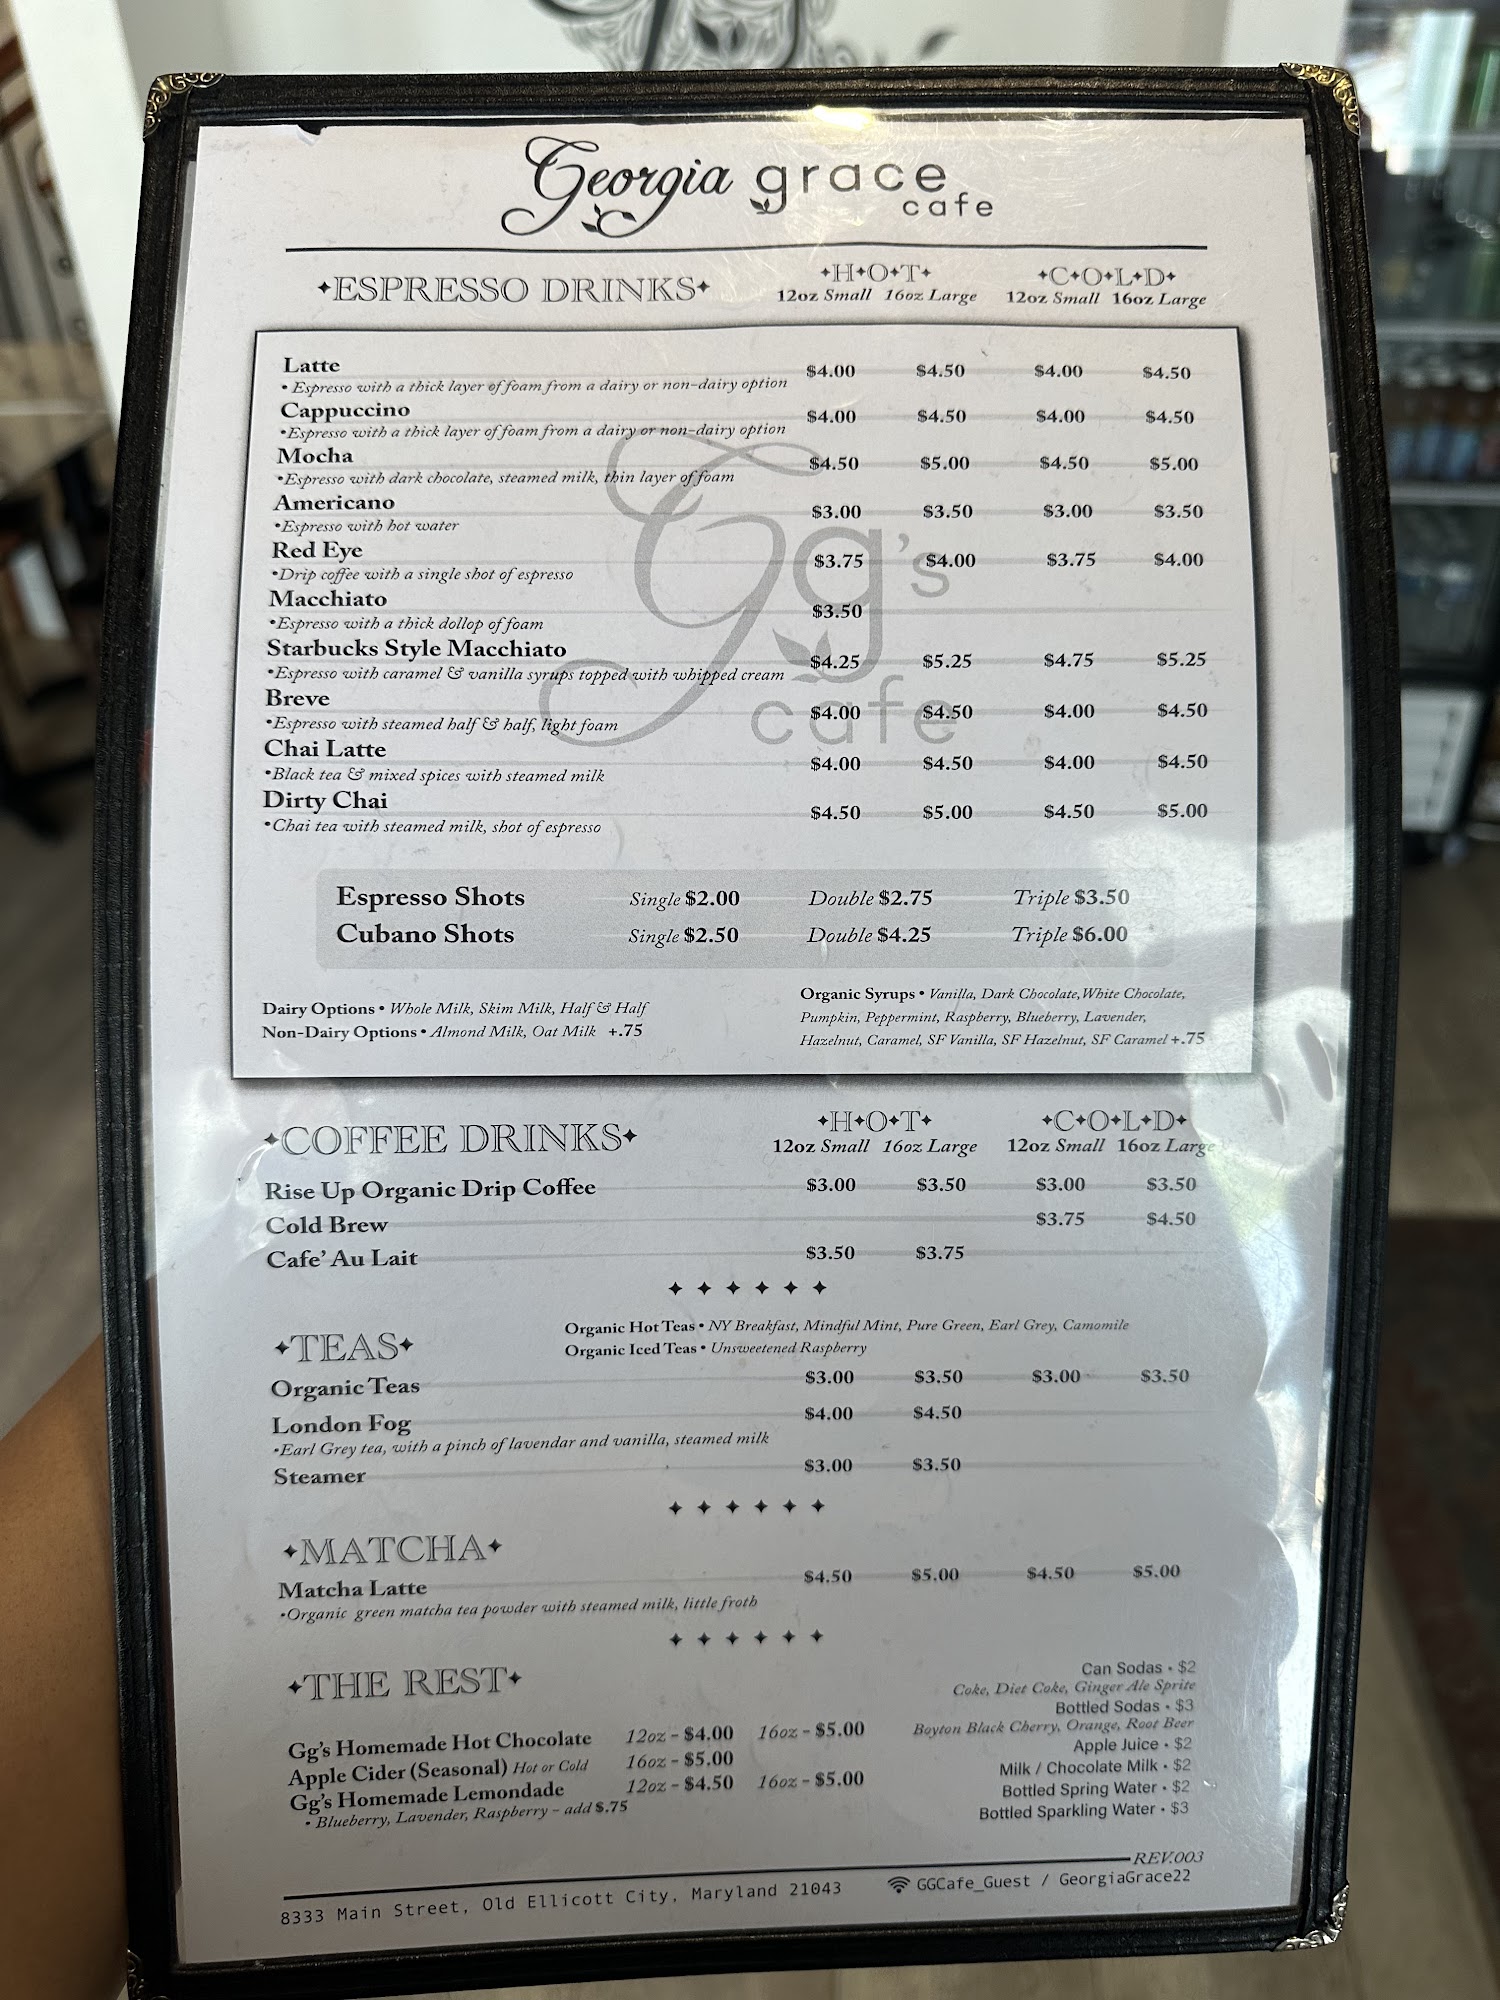 Georgia grace
cafe
✦ESPRESSO DRINKS✦ ✦H✦O✦T✦ ✦C✦O✦L✦D✦
12oz Small 16oz Large 12oz Small 16oz Large
Latte $4.00 $4.50 $4.00 $4.50
• Espresso with a thick layer of foam from a dairy or non-dairy option
Cappuccino $4.00 $4.50 $4.00 $4.50
•Espresso with a thick layer of foam from a dairy or non-dairy option
Mocha $4.50 $5.00 $4.50 $5.00
•Espresso with dark chocolate, steamed milk, thin layer of foam
Americano $3.00 $3.50 $3.00 $3.50
•Espresso with hot water
Red Eye $3.75 $4.00 $3.75 $4.00
•Drip coffee with a single shot of espresso
Macchiato $3.50
•Espresso with a thick dollop of foam
Starbucks Style Macchiato $4.25 $5.25 $4.75 $5.25
•Espresso with caramel & vanilla syrups topped with whipped cream
Breve $4.00 $4.50 $4.00 $4.50
•Espresso with steamed half & half, light foam
Chai Latte $4.00 $4.50 $4.00 $4.50
•Black tea & mixed spices with steamed milk
Dirty Chai $4.50 $5.00 $4.50 $5.00
•Chai tea with steamed milk, shot of espresso
Gg's
cafe
Espresso Shots Single $2.00 Double $2.75 Triple $3.50
Cubano Shots Single $2.50 Double $4.25 Triple $6.00
Dairy Options • Whole Milk, Skim Milk, Half & Half
Non-Dairy Options • Almond Milk, Oat Milk +.75
Organic Syrups • Vanilla, Dark Chocolate, White Chocolate,
Pumpkin, Peppermint, Raspberry, Blueberry, Lavender,
Hazelnut, Caramel, SF Vanilla, SF Hazelnut, SF Caramel +.75
✦COFFEE DRINKS✦ ✦H✦O✦T✦ ✦C✦O✦L✦D✦
12oz Small 16oz Large 12oz Small 16oz Large
Rise Up Organic Drip Coffee $3.00 $3.50 $3.00 $3.50
Cold Brew $3.75 $4.50
Cafe' Au Lait $3.50 $3.75
✦TEAS✦
Organic Hot Teas • NY Breakfast, Mindful Mint, Pure Green, Earl Grey, Camomile
Organic Iced Teas • Unsweetened Raspberry
Organic Teas $3.00 $3.50 $3.00 $3.50
London Fog $4.00 $4.50
•Earl Grey tea, with a pinch of lavendar and vanilla, steamed milk
Steamer $3.00 $3.50
✦MATCHA✦
Matcha Latte $4.50 $5.00 $4.50 $5.00
•Organic green matcha tea powder with steamed milk, little froth
✦THE REST✦
Gg's Homemade Hot Chocolate 12oz - $4.00 16oz - $5.00
Apple Cider (Seasonal) Hot or Cold 16oz - $5.00
Gg's Homemade Lemondade 12oz - $4.50 16oz - $5.00
• Blueberry, Lavender, Raspberry - add $.75
Can Sodas • $2
Coke, Diet Coke, Ginger Ale Sprite
Bottled Sodas • $3
Boyton Black Cherry, Orange, Root Beer
Apple Juice • $2
Milk / Chocolate Milk • $2
Bottled Spring Water • $2
Bottled Sparkling Water • $3
REV.003
8333 Main Street, Old Ellicott City, Maryland 21043 GGCafe_Guest / GeorgiaGrace22